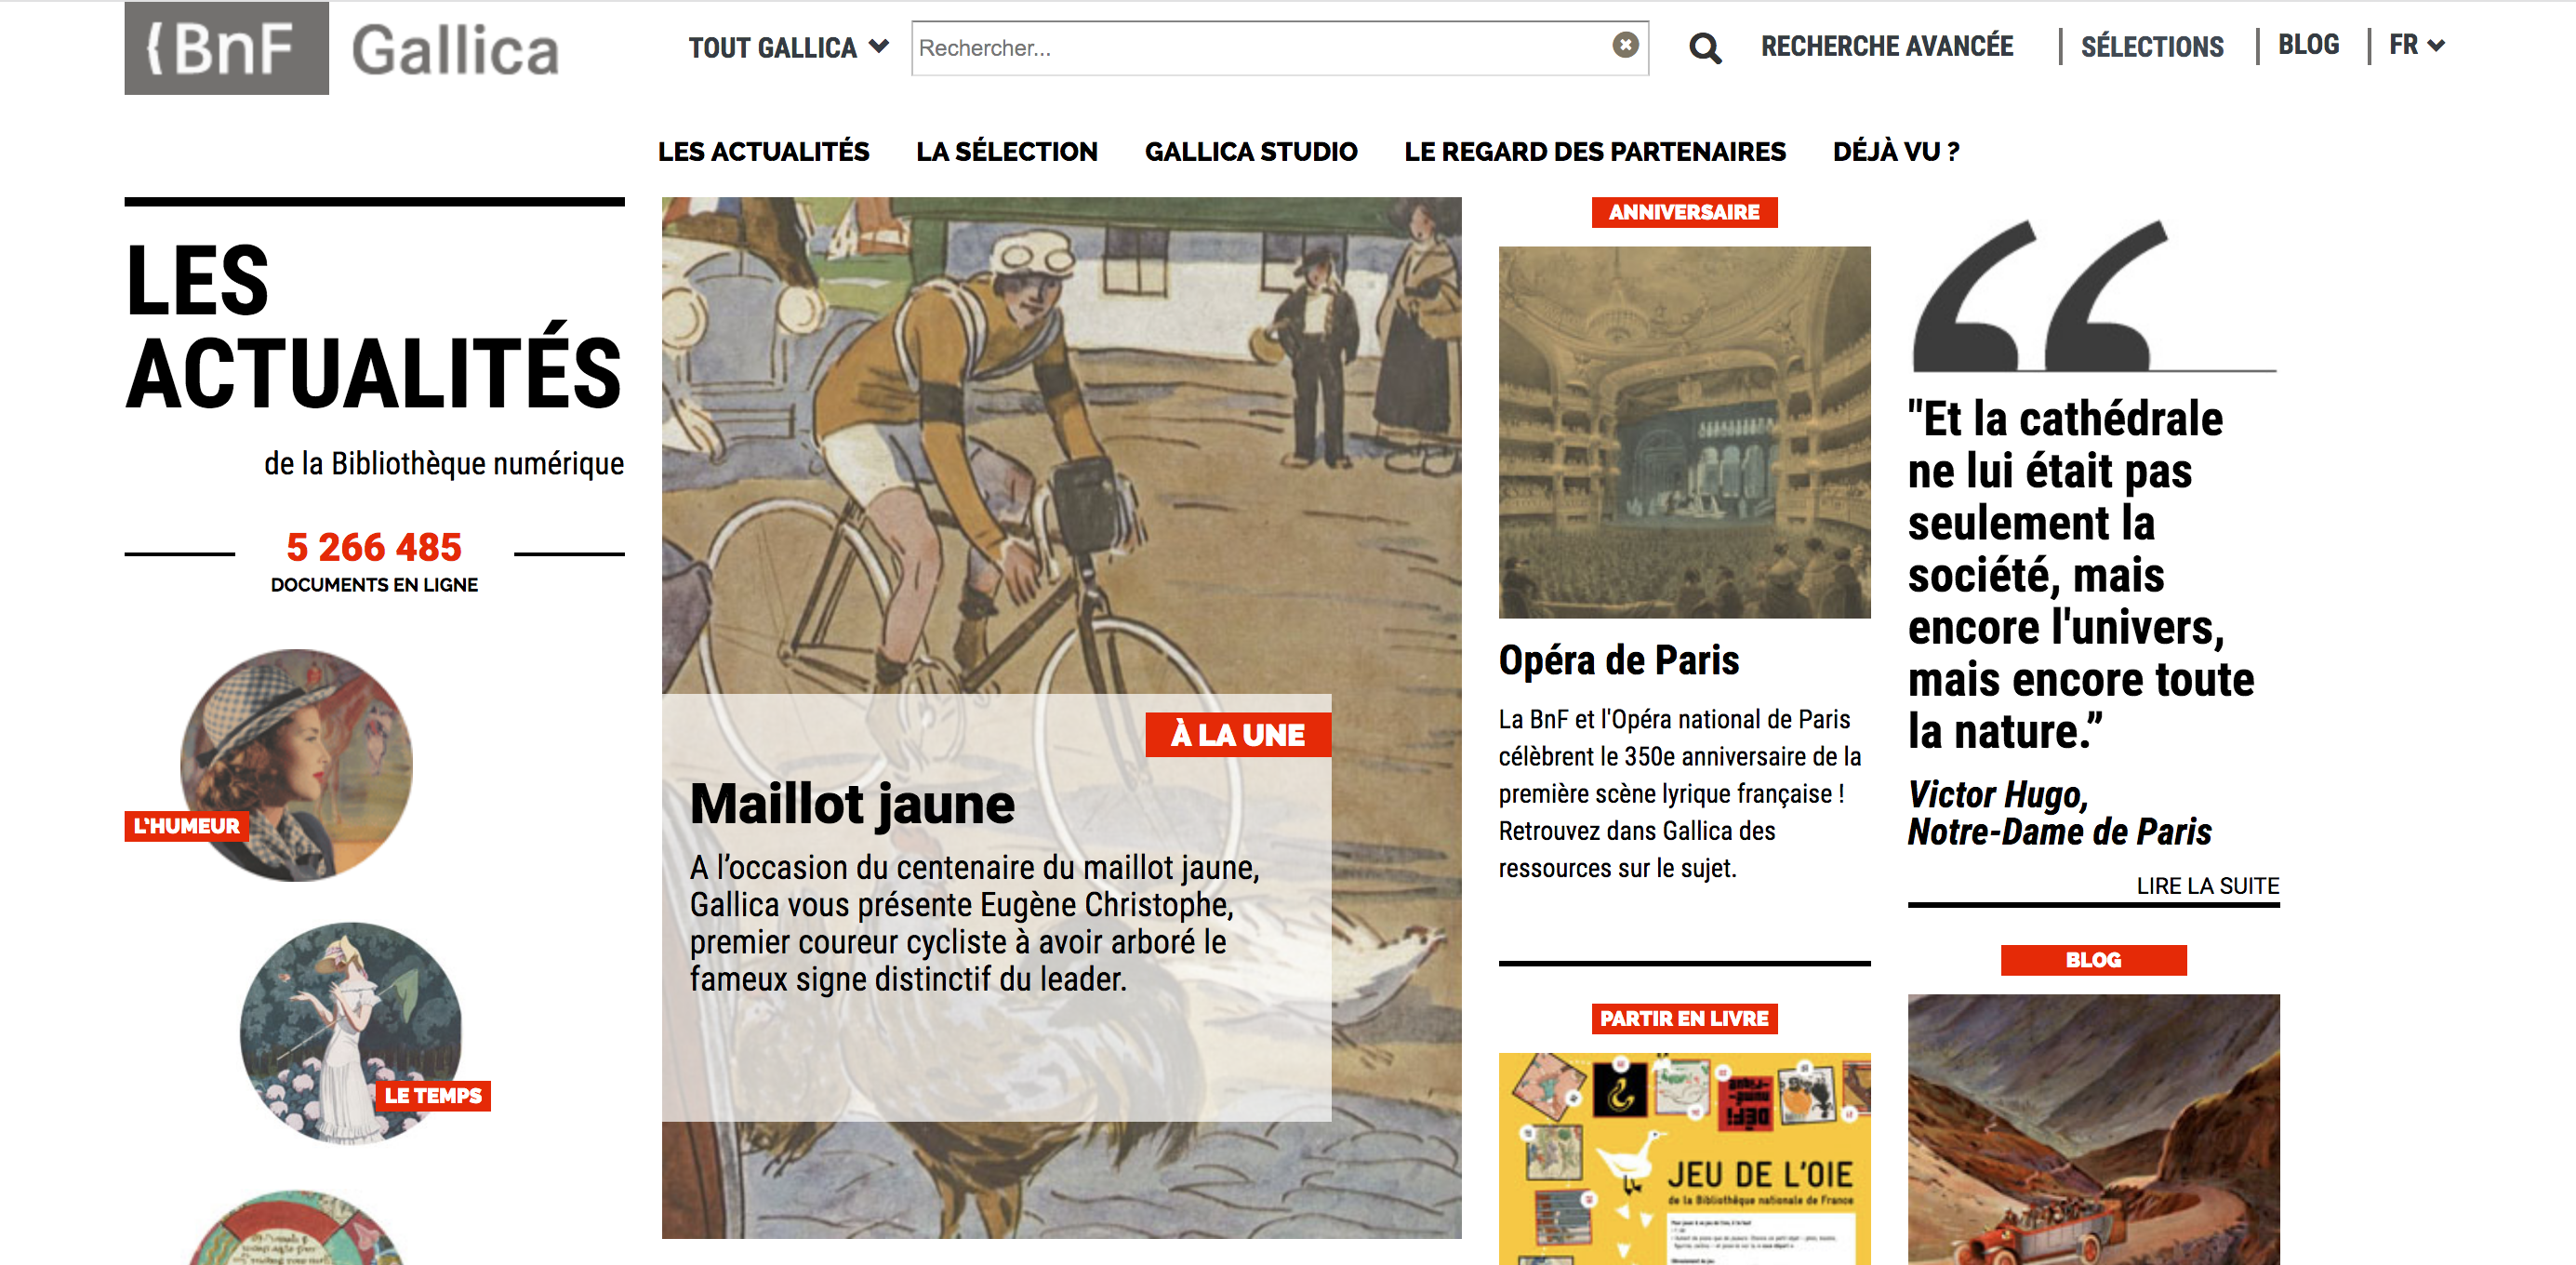 BnF Gallica
TOUT GALLICA
Rechercher...
RECHERCHE AVANCÉE
SÉLECTIONS
BLOG
FR
LES ACTUALITÉS
LA SÉLECTION
GALLICA STUDIO
LE REGARD DES PARTENAIRES
DÉJÀ VU ?
LES
ACTUALITÉS
de la Bibliothèque numérique
5 266 485
DOCUMENTS EN LIGNE
L'HUMEUR
LE TEMPS
À LA UNE
Maillot jaune
A l’occasion du centenaire du maillot jaune,
Gallica vous présente Eugène Christophe,
premier coureur cycliste à avoir arboré le
fameux signe distinctif du leader.
ANNIVERSAIRE
Opéra de Paris
La BnF et l'Opéra national de Paris
célèbrent le 350e anniversaire de la
première scène lyrique française !
Retrouvez dans Gallica des
ressources sur le sujet.
PARTIR EN LIVRE
JEU DE L'OIE
de la Bibliothèque nationale de France
"Et la cathédrale
ne lui était pas
seulement la
société, mais
encore l'univers,
mais encore toute
la nature.”
Victor Hugo,
Notre-Dame de Paris
LIRE LA SUITE
BLOG